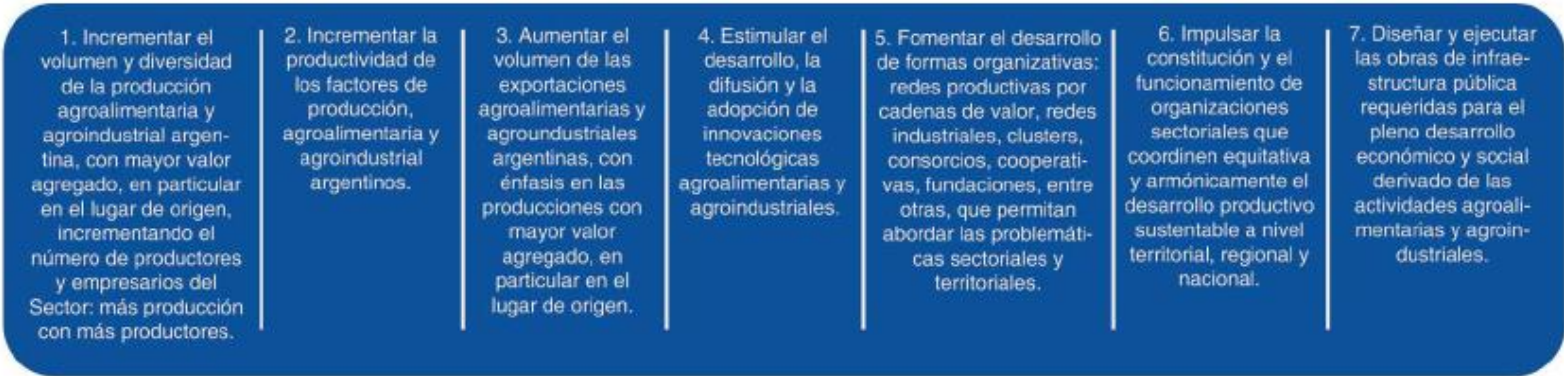 1. Incrementar el
volumen y diversidad
de la producción
agroalimentaria y
agroindustrial argen-
tina, con mayor valor
agregado, en particular
en el lugar de origen,
incrementando el
número de productores
y empresarios del
Sector: más producción
con más productores.
2. Incrementar la
productividad de
los factores de
producción,
agroalimentaria y
agroindustrial
argentinos.
3. Aumentar el
volumen de las
exportaciones
agroalimentarias y
agroundustriales
argentinas, con
énfasis en las
producciones con
mayor valor
agregado, en
particular en el
lugar de origen.
4. Estimular el
desarrollo, la
difusión y la
adopción de
innovaciones
tecnológicas
agroalimentarias y
agroindustriales.
5. Fomentar el desarrollo
de formas organizativas:
redes productivas por
cadenas de valor, redes
industriales, clusters,
consorcios, cooperati-
vas, fundaciones, entre
otras, que permitan
abordar las problemáti-
cas sectoriales y
territoriales.
6. Impulsar la
constitución y el
funcionamiento de
organizaciones
sectoriales que
coordinen equitativa
y armónicamente el
desarrollo productivo
sustentable a nivel
territorial, regional y
nacional.
7. Diseñar y ejecutar
las obras de infrae-
structura pública
requeridas para el
pleno desarrollo
económico y social
derivado de las
actividades agroali-
mentarias y agroin-
dustriales.